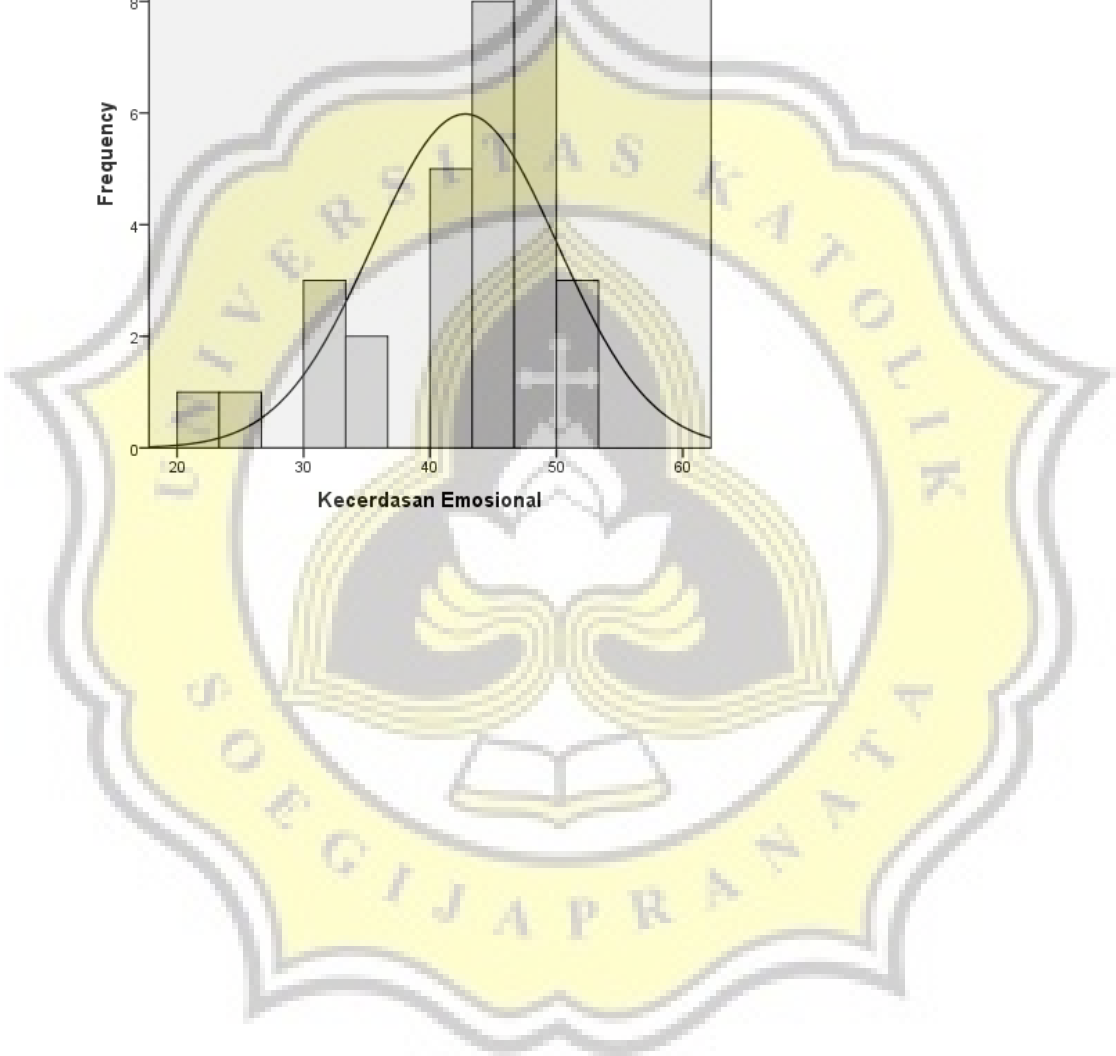 8
6
4
2
0
Frequency
20 30 40 50 60
Kecerdasan Emosional
UNIVERSITAS KATOLIK
SOEGIJAPRANATA